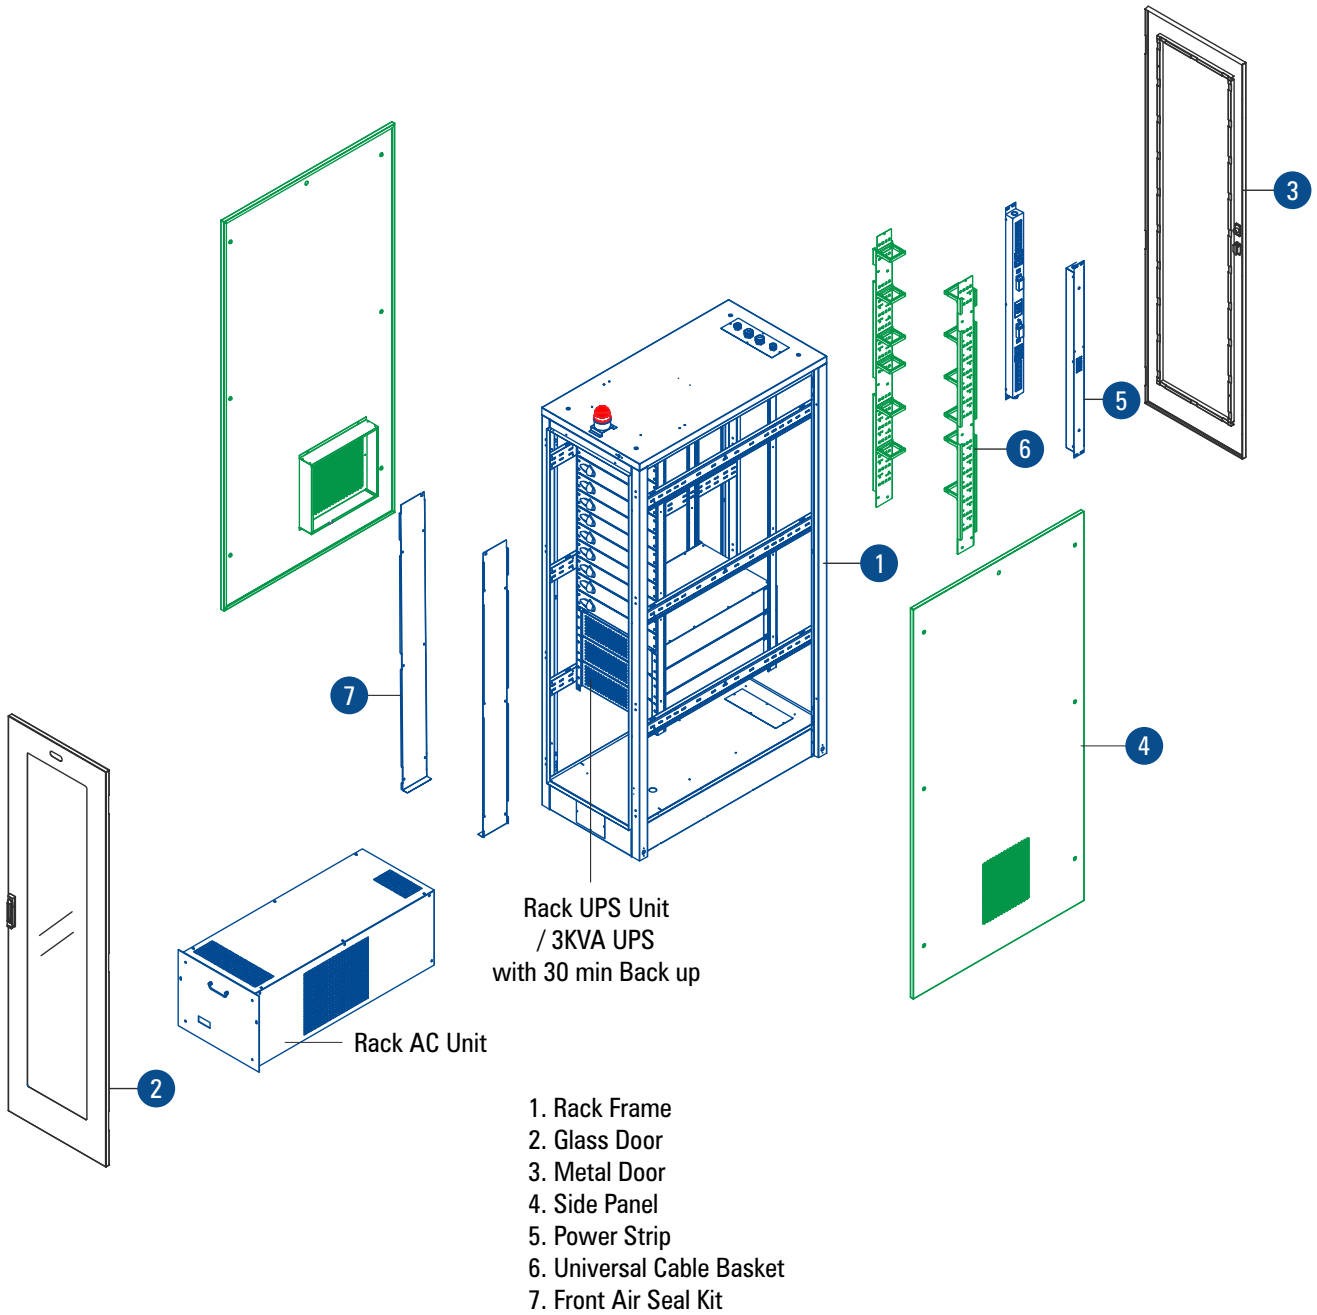 3
5
6
1
7
4
Rack UPS Unit
/ 3KVA UPS
with 30 min Back up
Rack AC Unit
2
1. Rack Frame
2. Glass Door
3. Metal Door
4. Side Panel
5. Power Strip
6. Universal Cable Basket
7. Front Air Seal Kit